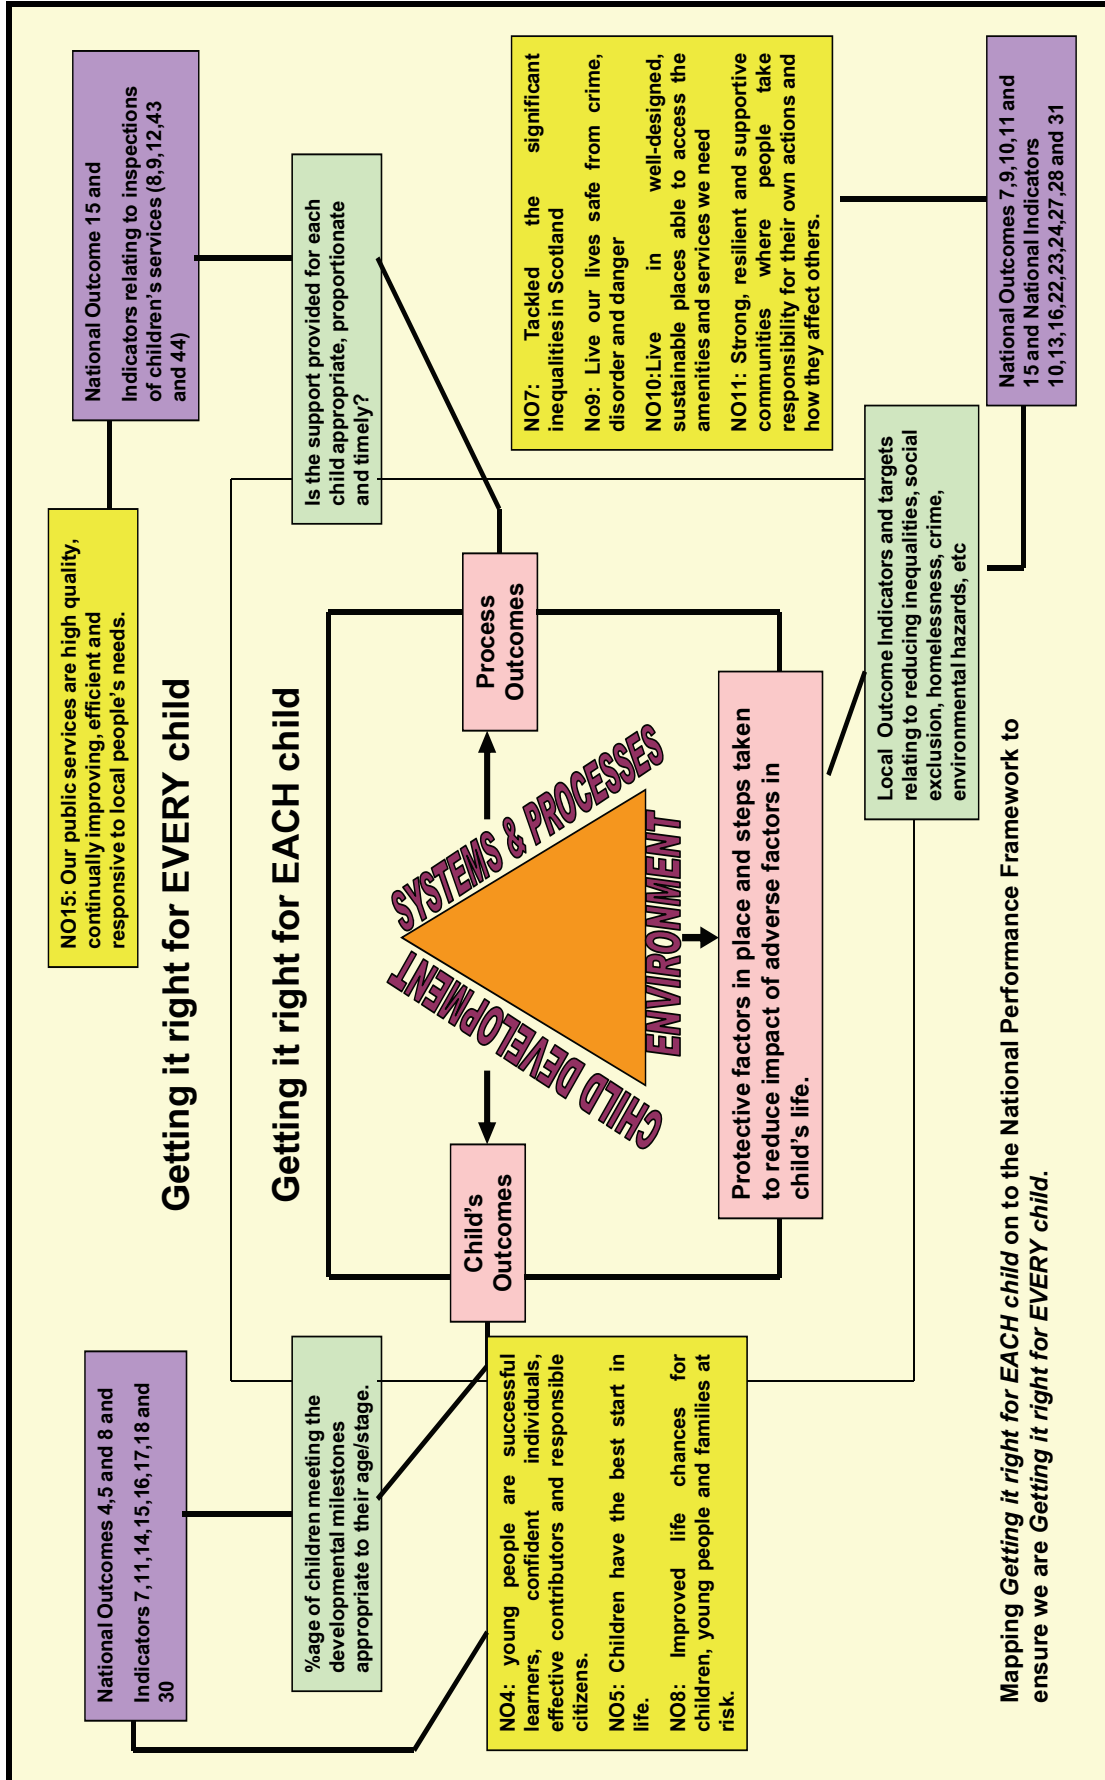 National Outcomes 4,5 and 8 and
Indicators 7,11,14,15,16,17,18 and
30
NO15: Our public services are high quality,
continually improving, efficient and
responsive to local people's needs.
National Outcome 15 and
Indicators relating to inspections
of children's services (8,9,12,43
and 44)
Getting it right for EVERY child
%age of children meeting the
developmental milestones
appropriate to their age/stage.
Getting it right for EACH child
Is the support provided for each
child appropriate, proportionate
and timely?
Child's
Outcomes
CHILD DEVELOPMENT
SYSTEMS & PROCESSES
ENVIRONMENT
Process
Outcomes
NO4: young people are successful
learners, confident individuals,
effective contributors and responsible
citizens.
NO5: Children have the best start in
life.
NO8: Improved life chances for
children, young people and families at
risk.
Protective factors in place and steps taken
to reduce impact of adverse factors in
child's life.
NO7: Tackled the significant
inequalities in Scotland
No9: Live our lives safe from crime,
disorder and danger
NO10:Live in well-designed,
sustainable places able to access the
amenities and services we need
NO11: Strong, resilient and supportive
communities where people take
responsibility for their own actions and
how they affect others.
Local Outcome Indicators and targets
relating to reducing inequalities, social
exclusion, homelessness, crime,
environmental hazards, etc
National Outcomes 7,9,10,11 and
15 and National Indicators
10,13,16,22,23,24,27,28 and 31
Mapping Getting it right for EACH child on to the National Performance Framework to
ensure we are Getting it right for EVERY child.